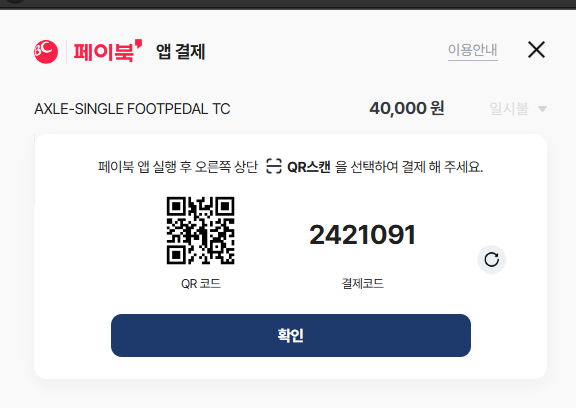 BC 페이북 앱 결제 이용안내
AXLE-SINGLE FOOTPEDAL TC 40,000 원 일시불
페이북 앱 실행 후 오른쪽 상단 QR스캔 을 선택하여 결제 해 주세요.
2421091
QR 코드 결제코드
확인